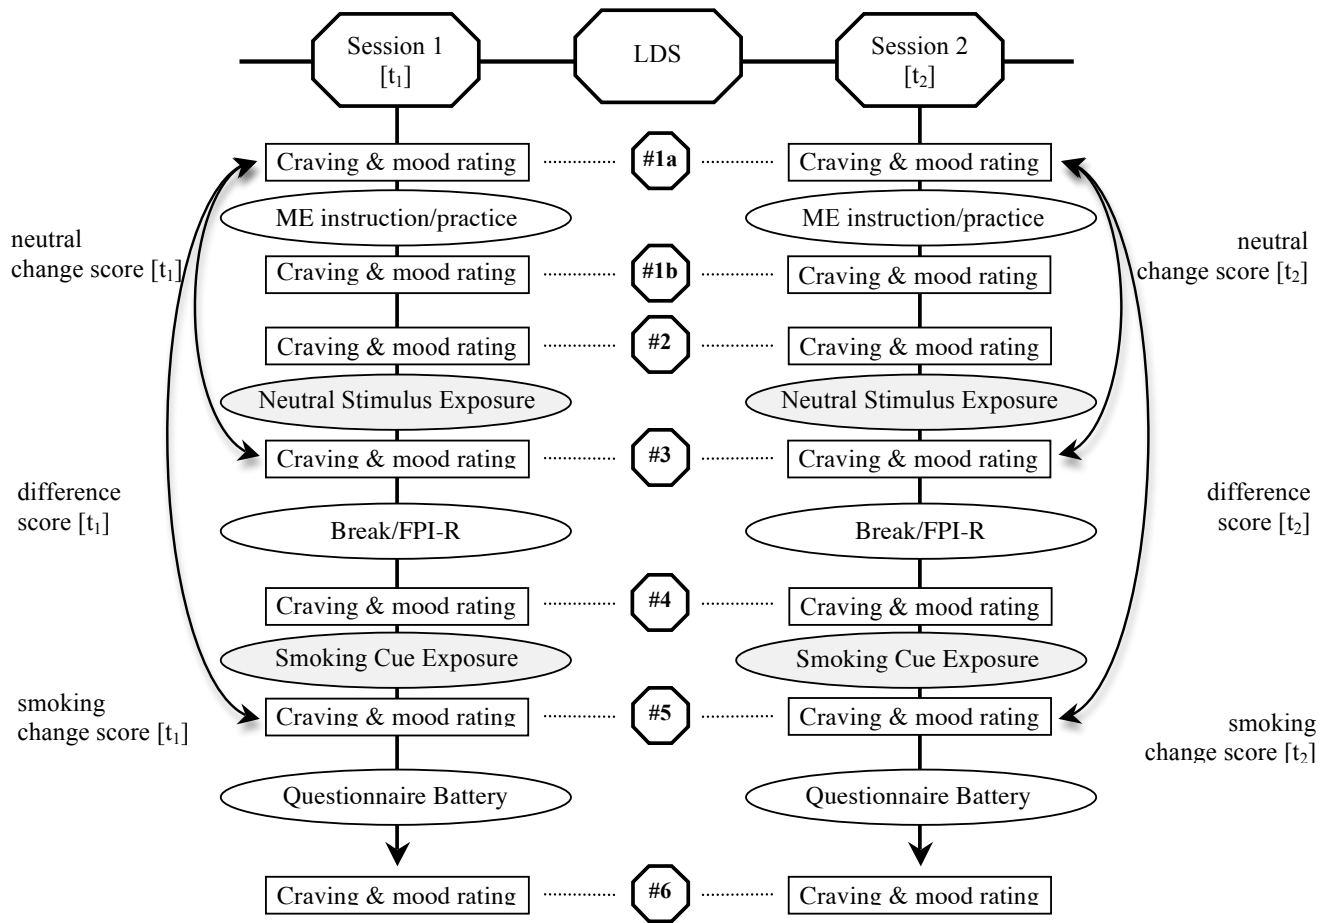 Session 1
[t₁]
LDS
Session 2
[t₂]
Craving & mood rating
#1a
Craving & mood rating
ME instruction/practice
ME instruction/practice
neutral
change score [t₁]
neutral
change score [t₂]
Craving & mood rating
#1b
Craving & mood rating
Craving & mood rating
#2
Craving & mood rating
Neutral Stimulus Exposure
Neutral Stimulus Exposure
Craving & mood rating
#3
Craving & mood rating
difference
score [t₁]
difference
score [t₂]
Break/FPI-R
Break/FPI-R
Craving & mood rating
#4
Craving & mood rating
Smoking Cue Exposure
Smoking Cue Exposure
smoking
change score [t₁]
Craving & mood rating
#5
Craving & mood rating
smoking
change score [t₂]
Questionnaire Battery
Questionnaire Battery
Craving & mood rating
#6
Craving & mood rating